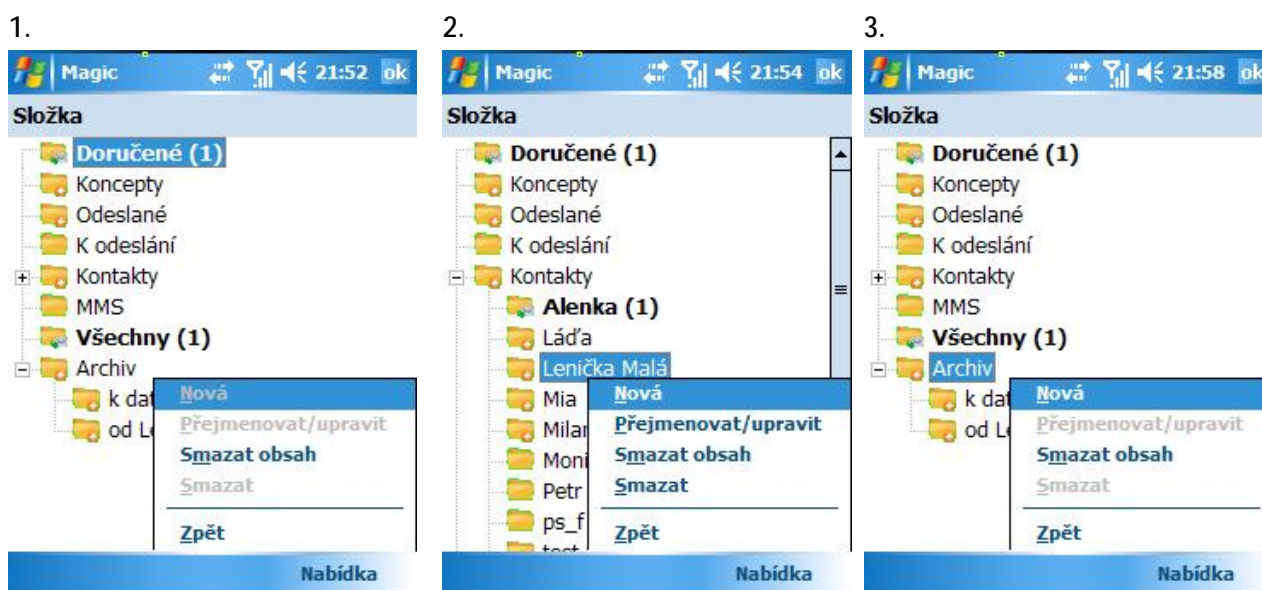 1.
Magic 21:52 ok
Složka
Doručené (1)
Koncepty
Odeslané
K odeslání
Kontakty
MMS
Všechny (1)
Archiv
k dat
od Le
Nová
Přejmenovat/upravit
Smazat obsah
Smazat
Zpět
Nabídka
2.
Magic 21:54 ok
Složka
Doručené (1)
Koncepty
Odeslané
K odeslání
Kontakty
Alenka (1)
Láďa
Lenička Malá
Mia
Milan
Moni
Petr
ps_f
Nová
Přejmenovat/upravit
Smazat obsah
Smazat
Zpět
Nabídka
3.
Magic 21:58 ok
Složka
Doručené (1)
Koncepty
Odeslané
K odeslání
Kontakty
MMS
Všechny (1)
Archiv
k dat
od Le
Nová
Přejmenovat/upravit
Smazat obsah
Smazat
Zpět
Nabídka